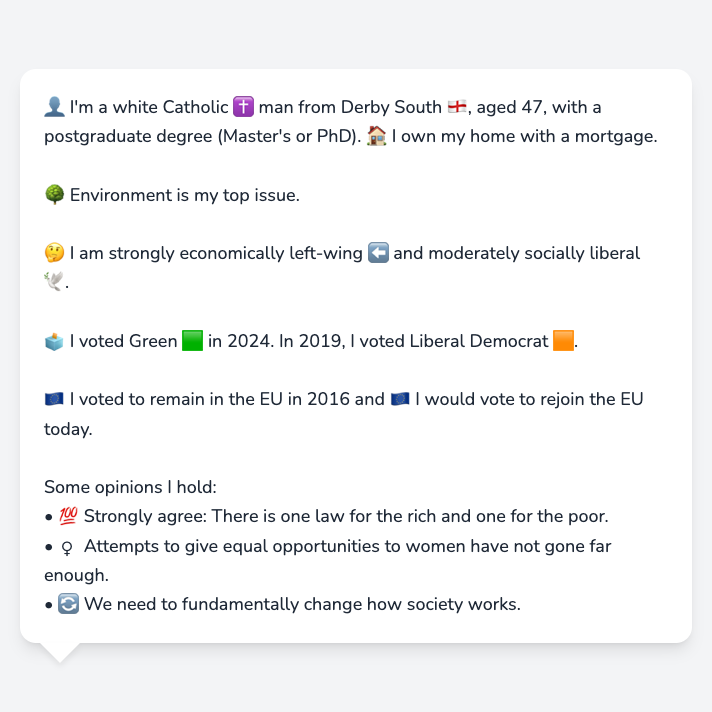 👤 I'm a white Catholic ✝️ man from Derby South 🏴󠁧󠁢󠁥󠁮󠁧󠁿, aged 47, with a
postgraduate degree (Master's or PhD). 🏠 I own my home with a mortgage.
🌳 Environment is my top issue.
🤔 I am strongly economically left-wing ⬅️ and moderately socially liberal
🕊️.
🗳️ I voted Green 🟩 in 2024. In 2019, I voted Liberal Democrat 🟧.
🇪🇺 I voted to remain in the EU in 2016 and 🇪🇺 I would vote to rejoin the EU
today.
Some opinions I hold:
• 💯 Strongly agree: There is one law for the rich and one for the poor.
• ♀ Attempts to give equal opportunities to women have not gone far
enough.
• 🔄 We need to fundamentally change how society works.